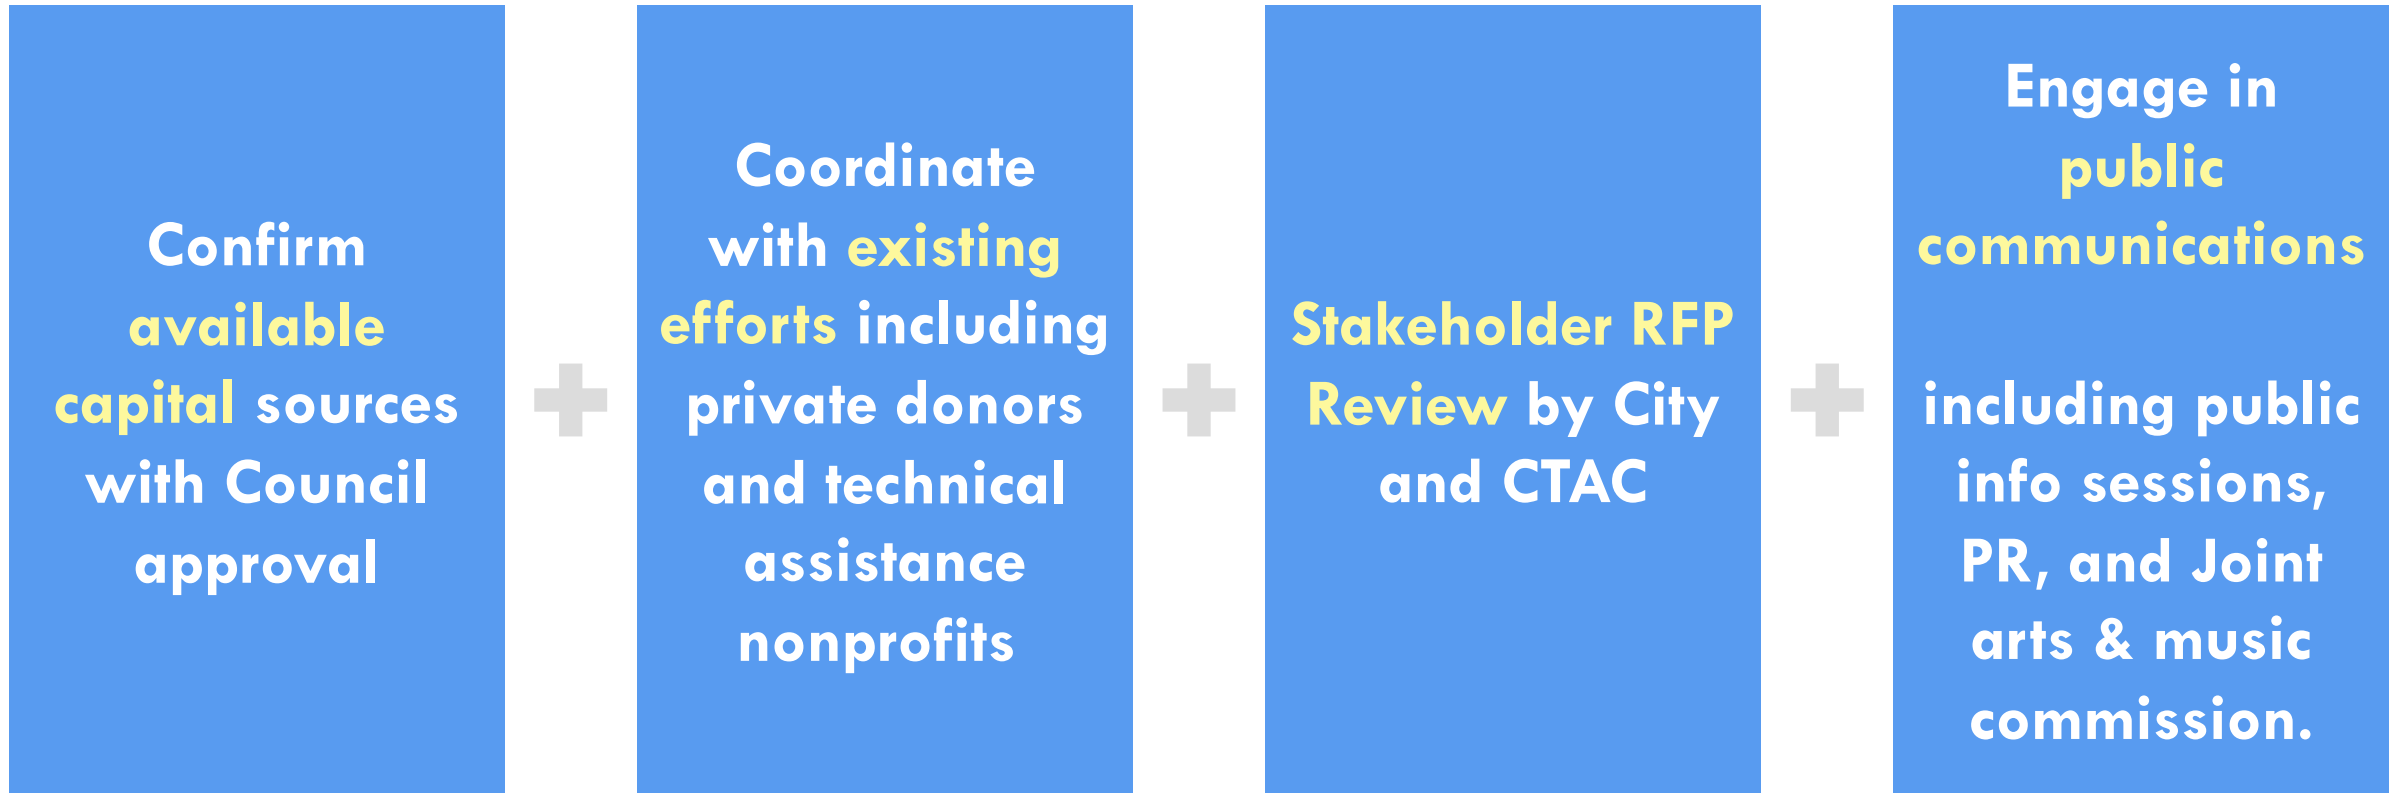 Confirm
available
capital sources
with Council
approval
Coordinate
with existing
efforts including
private donors
and technical
assistance
nonprofits
Stakeholder RFP
Review by City
and CTAC
Engage in
public
communications
including public
info sessions,
PR, and Joint
arts & music
commission.